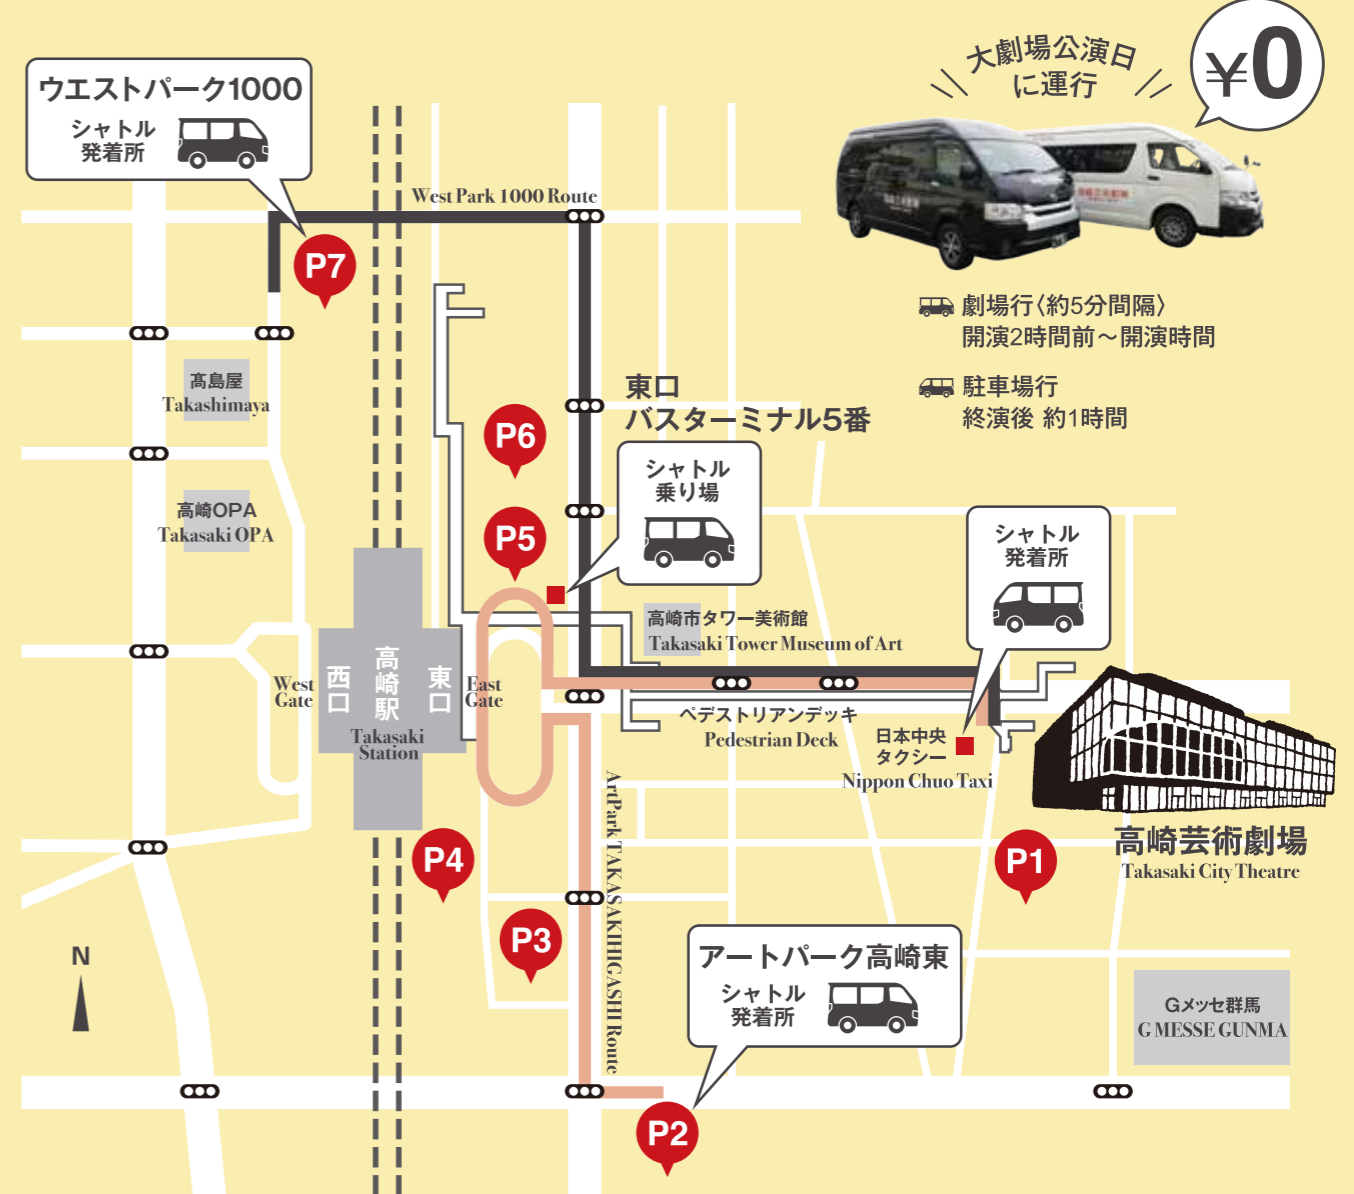 ウエストパーク1000
シャトル
発着所
大劇場公演日
に運行
¥0
West Park 1000 Route
P7
劇場行〈約5分間隔〉
開演2時間前〜開演時間
駐車場行
終演後 約1時間
髙島屋
Takashimaya
東口
バスターミナル5番
シャトル
乗り場
P6
高崎OPA
Takasaki OPA
P5
シャトル
発着所
高崎市タワー美術館
Takasaki Tower Museum of Art
West
Gate
西口
高崎駅
東口
East
Gate
Takasaki
Station
ペデストリアンデッキ
Pedestrian Deck
日本中央
タクシー
Nippon Chuo Taxi
ArtPark TAKASAKIHIGASHI Route
高崎芸術劇場
Takasaki City Theatre
P4
P1
P3
アートパーク高崎東
シャトル
発着所
N
Gメッセ群馬
G MESSE GUNMA
P2